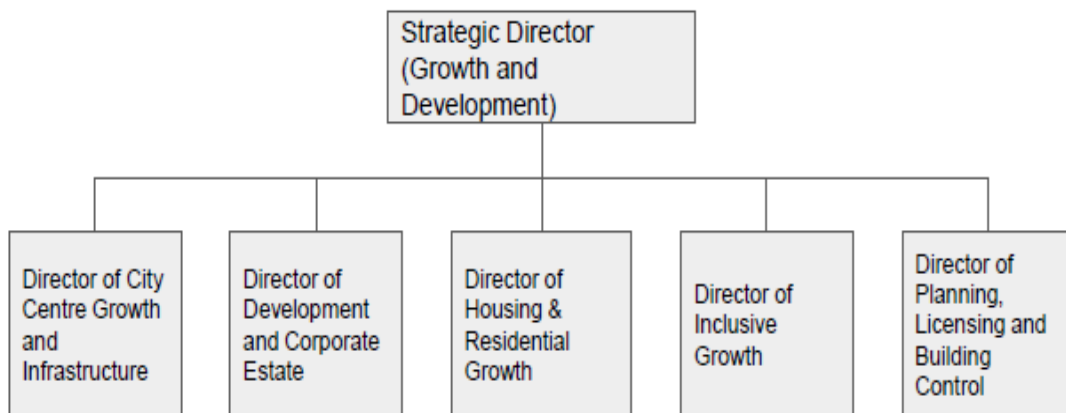 Strategic Director
(Growth and
Development)
Director of City
Centre Growth
and
Infrastructure
Director of
Development
and Corporate
Estate
Director of
Housing &
Residential
Growth
Director of
Inclusive
Growth
Director of
Planning,
Licensing and
Building
Control